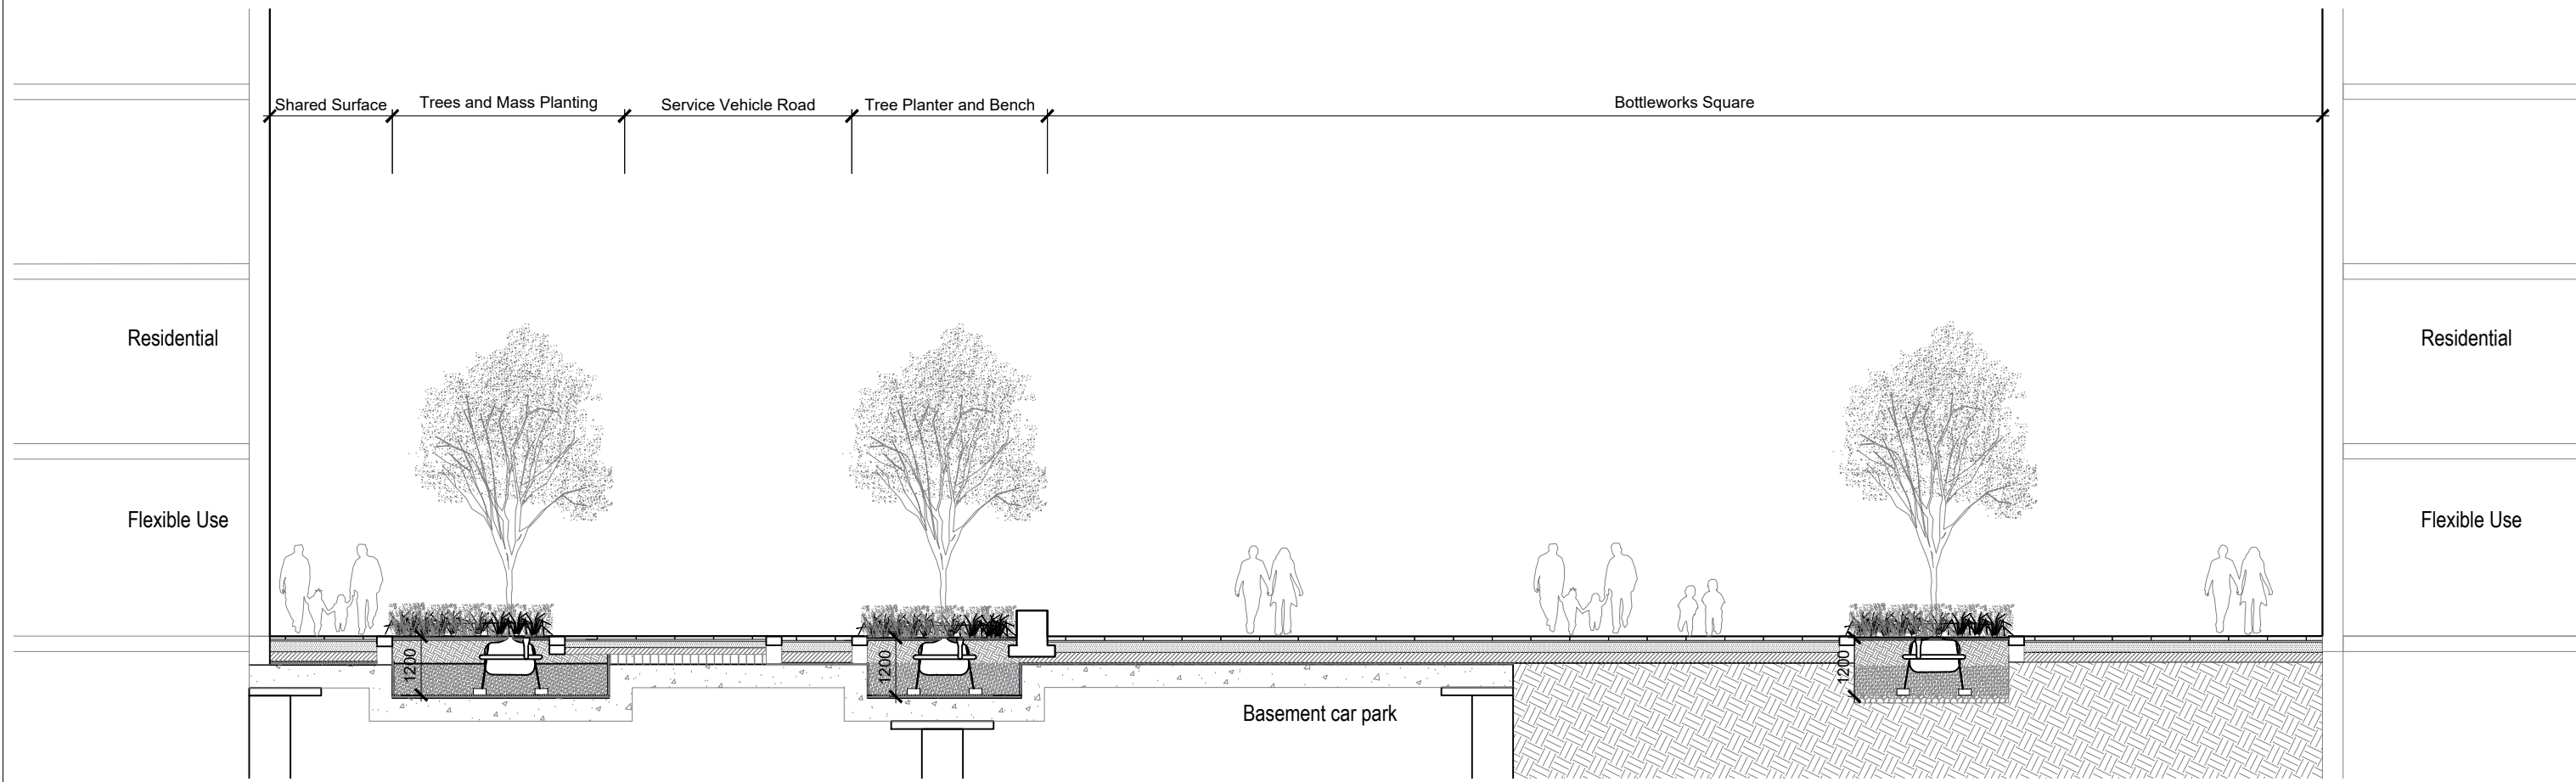 Shared Surface
Trees and Mass Planting
Service Vehicle Road
Tree Planter and Bench
Bottleworks Square
Residential
Residential
Flexible Use
Flexible Use
1200
1200
1200
Basement car park